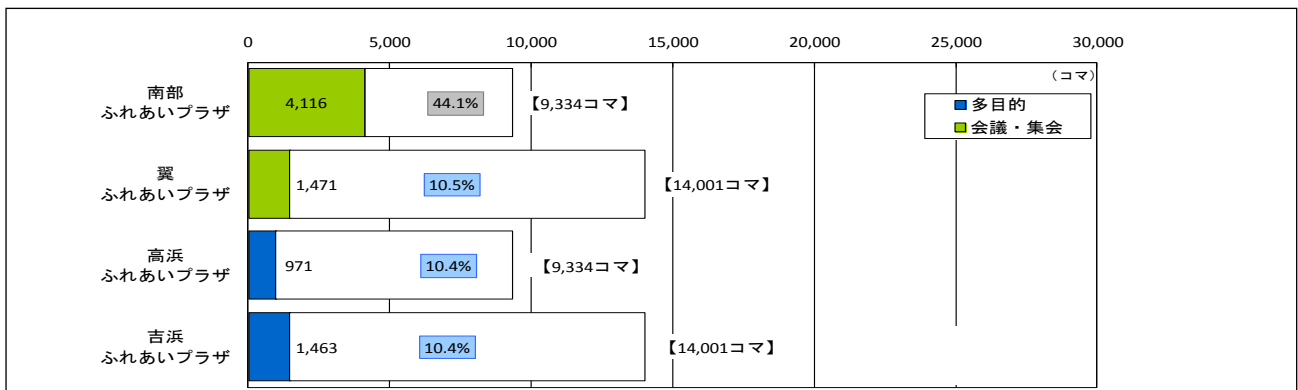 0 5,000 10,000 15,000 20,000 25,000 30,000
(コマ)
多目的
会議・集会
南部
ふれあいプラザ
4,116 44.1% 【9,334コマ】
翼
ふれあいプラザ
1,471 10.5% 【14,001コマ】
高浜
ふれあいプラザ
971 10.4% 【9,334コマ】
吉浜
ふれあいプラザ
1,463 10.4% 【14,001コマ】